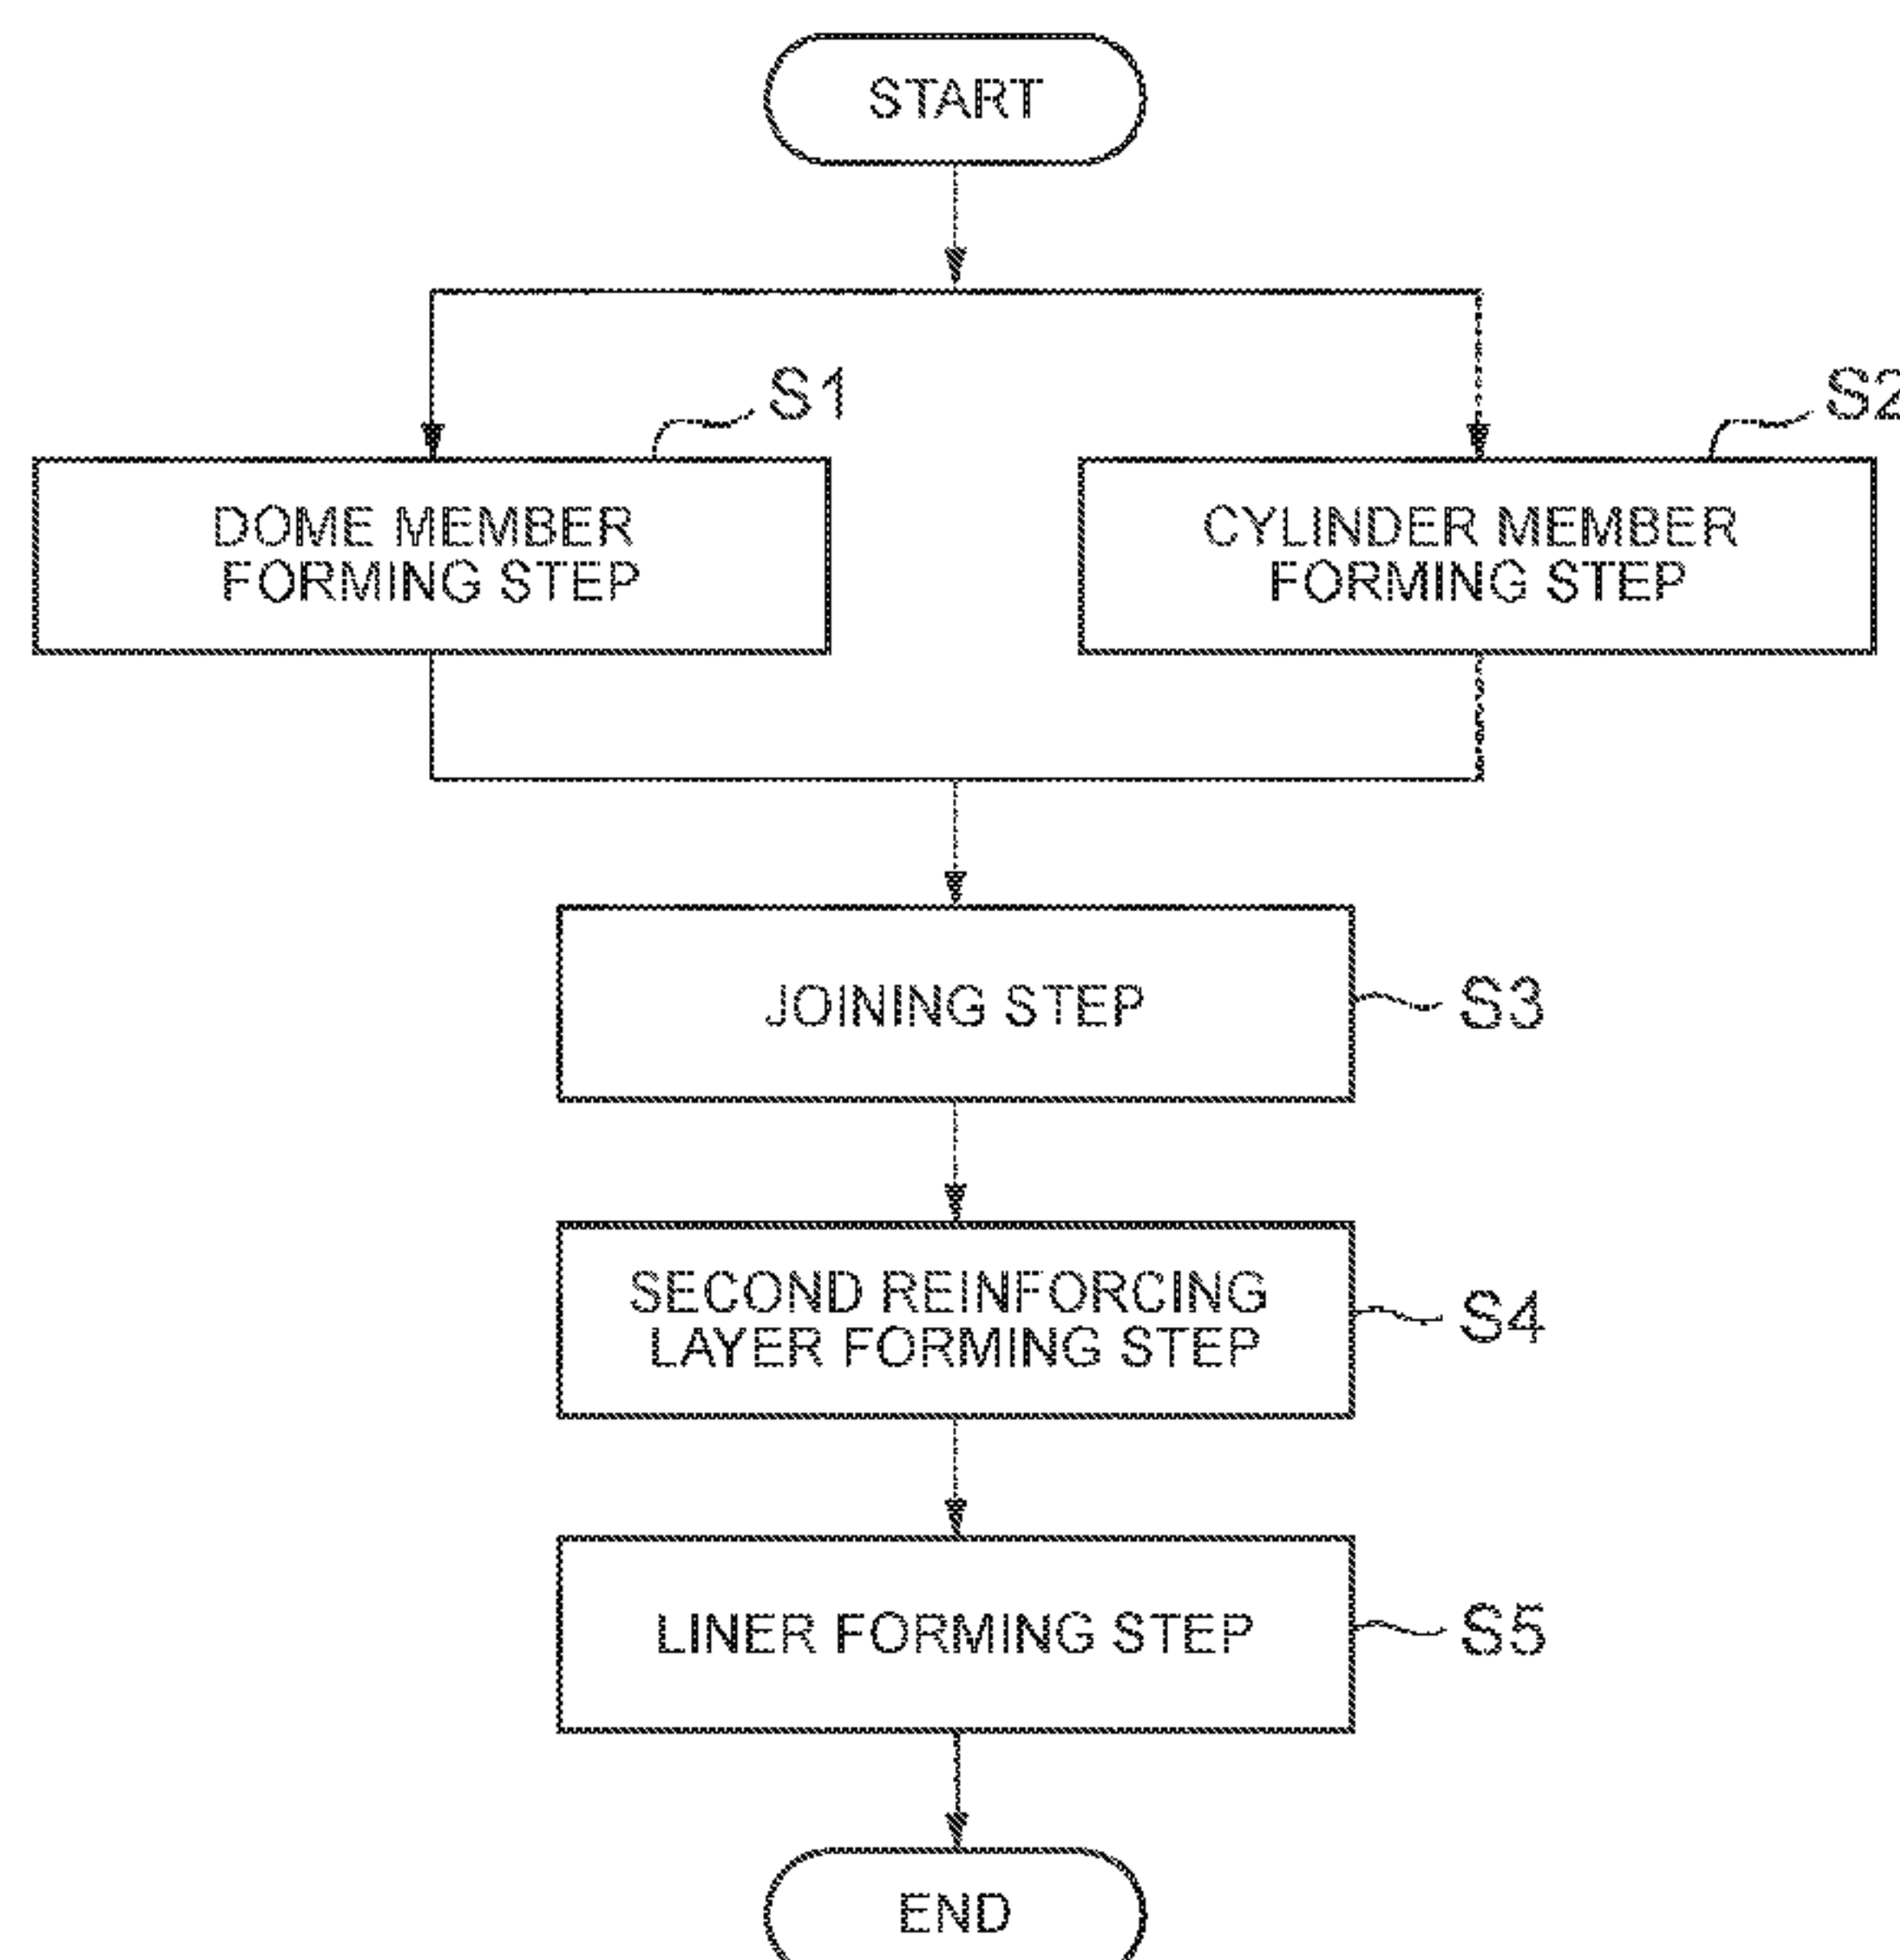 START
S1
S2
DOME MEMBER
FORMING STEP
CYLINDER MEMBER
FORMING STEP
JOINING STEP
S3
SECOND REINFORCING
LAYER FORMING STEP
S4
LINER FORMING STEP
S5
END